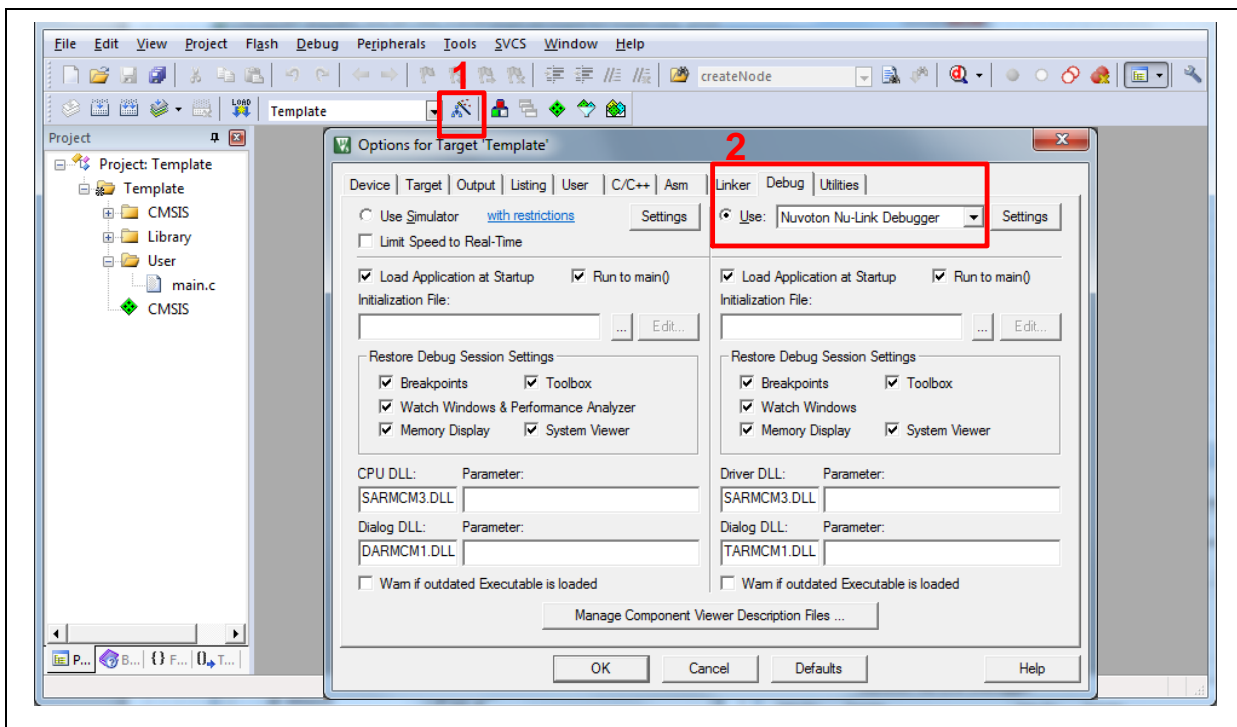 File Edit View Project Flash Debug Peripherals Tools SVCS Window Help
1
createNode
LOAD
Template
Project
Project: Template
Template
CMSIS
Library
User
main.c
CMSIS
P... B... {} F... 0 T...
Options for Target 'Template'
2
Device Target Output Listing User C/C++ Asm Linker Debug Utilities
Use Simulator with restrictions Settings
Use: Nuvoton Nu-Link Debugger Settings
Limit Speed to Real-Time
Load Application at Startup Run to main()
Load Application at Startup Run to main()
Initialization File:
Initialization File:
... Edit...
... Edit...
Restore Debug Session Settings
Breakpoints Toolbox
Watch Windows & Performance Analyzer
Memory Display System Viewer
Restore Debug Session Settings
Breakpoints Toolbox
Watch Windows
Memory Display System Viewer
CPU DLL: Parameter:
SARMCM3.DLL
Dialog DLL: Parameter:
DARMCM1.DLL
Warn if outdated Executable is loaded
Driver DLL: Parameter:
SARMCM3.DLL
Dialog DLL: Parameter:
TARMCM1.DLL
Warn if outdated Executable is loaded
Manage Component Viewer Description Files ...
OK Cancel Defaults Help